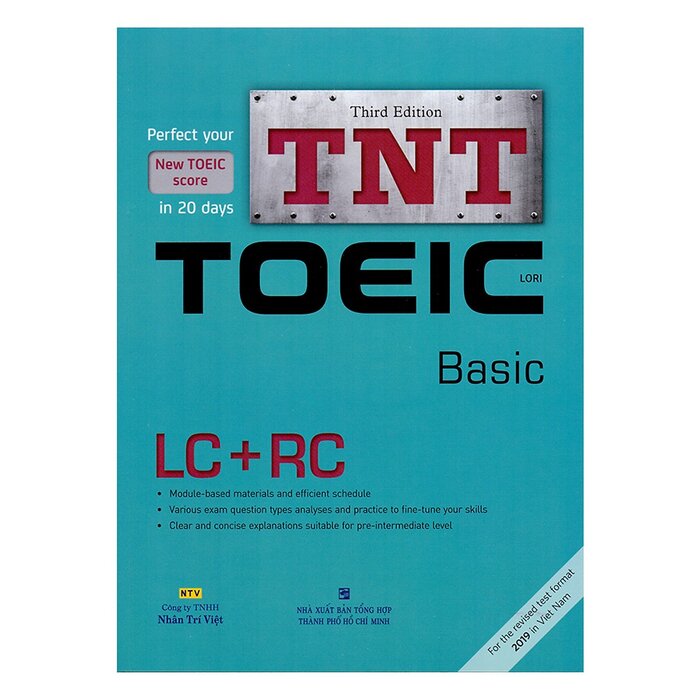 Third Edition
TNT
Perfect your
New TOEIC
score
in 20 days
TOEIC
LORI
Basic
LC + RC
• Module-based materials and efficient schedule
• Various exam question types analyses and practice to fine-tune your skills
• Clear and concise explanations suitable for pre-intermediate level
NTV
Công ty TNHH
Nhân Trí Việt
NHÀ XUẤT BẢN TỔNG HỢP
THÀNH PHỐ HỒ CHÍ MINH
For the revised test format
2019 in Viet Nam